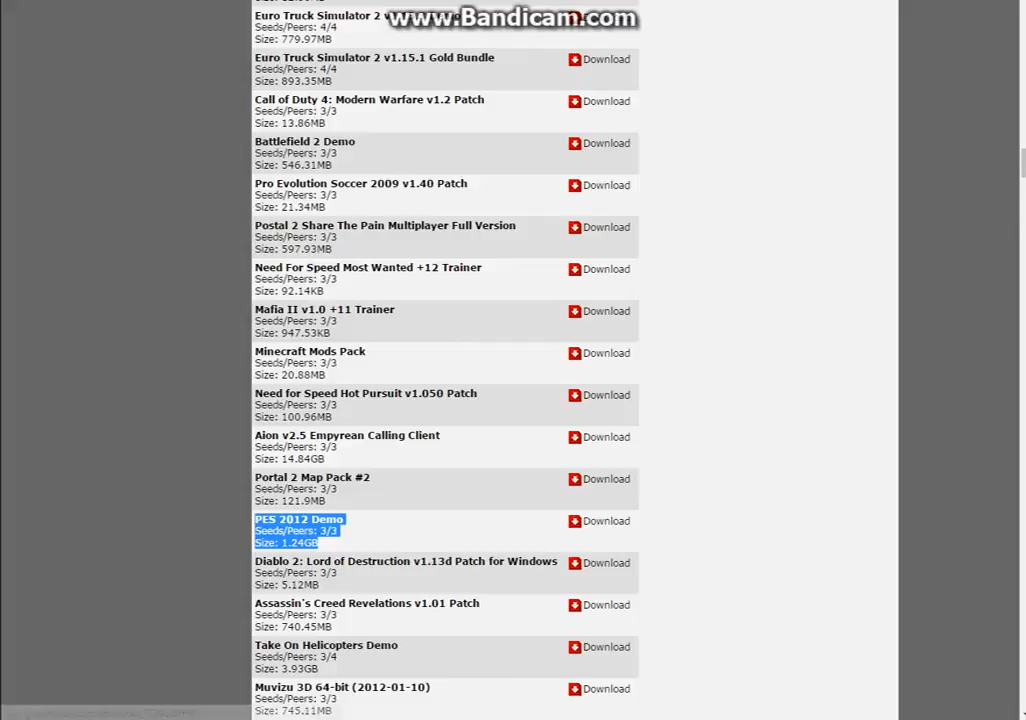 www.Bandicam.com
Euro Truck Simulator 2
Seeds/Peers: 4/4
Size: 779.97MB
Euro Truck Simulator 2 v1.15.1 Gold Bundle
Download
Seeds/Peers: 4/4
Size: 893.35MB
Call of Duty 4: Modern Warfare v1.2 Patch
Download
Seeds/Peers: 3/3
Size: 13.86MB
Battlefield 2 Demo
Download
Seeds/Peers: 3/3
Size: 546.31MB
Pro Evolution Soccer 2009 v1.40 Patch
Download
Seeds/Peers: 3/3
Size: 21.34MB
Postal 2 Share The Pain Multiplayer Full Version
Download
Seeds/Peers: 3/3
Size: 597.93MB
Need For Speed Most Wanted +12 Trainer
Download
Seeds/Peers: 3/3
Size: 92.14KB
Mafia II v1.0 +11 Trainer
Download
Seeds/Peers: 3/3
Size: 947.53KB
Minecraft Mods Pack
Download
Seeds/Peers: 3/3
Size: 20.88MB
Need for Speed Hot Pursuit v1.050 Patch
Download
Seeds/Peers: 3/3
Size: 100.96MB
Aion v2.5 Empyrean Calling Client
Download
Seeds/Peers: 3/3
Size: 14.84GB
Portal 2 Map Pack #2
Download
Seeds/Peers: 3/3
Size: 121.9MB
PES 2012 Demo
Download
Seeds/Peers: 3/3
Size: 1.24GB
Diablo 2: Lord of Destruction v1.13d Patch for Windows
Download
Seeds/Peers: 3/3
Size: 5.12MB
Assassin's Creed Revelations v1.01 Patch
Download
Seeds/Peers: 3/3
Size: 740.45MB
Take On Helicopters Demo
Download
Seeds/Peers: 3/4
Size: 3.93GB
Muvizu 3D 64-bit (2012-01-10)
Download
Seeds/Peers: 3/3
Size: 745.11MB